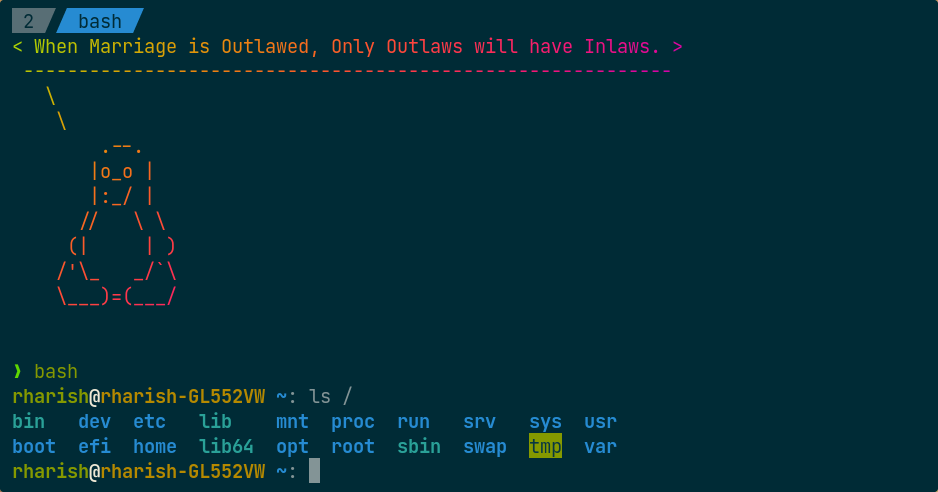 2 bash
< When Marriage is Outlawed, Only Outlaws will have Inlaws. >
 -----------------------------------------------------------
   \
    \
        .--.
       |o_o |
       |:_/ |
      //   \ \
     (|     | )
    /'\_   _/`\
    \___)=(___/
❱ bash
rharish@rharish-GL552VW ~: ls /
bin   dev  etc   lib    mnt  proc  run   srv   sys  usr
boot  efi  home  lib64  opt  root  sbin  swap  tmp  var
rharish@rharish-GL552VW ~: